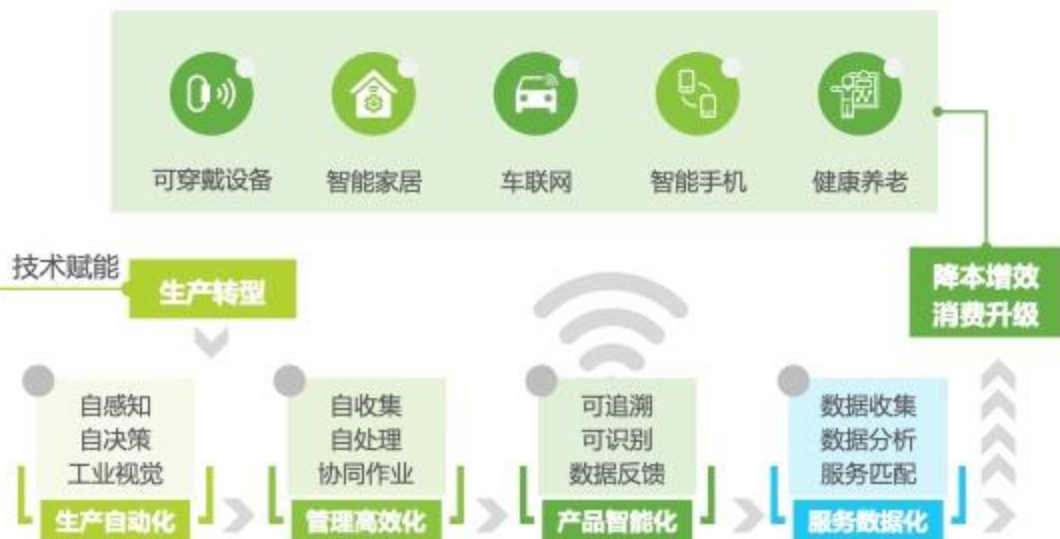 可穿戴设备
智能家居
车联网
智能手机
健康养老
技术赋能
生产转型
降本增效
消费升级
自感知
自决策
工业视觉
生产自动化
自收集
自处理
协同作业
管理高效化
可追溯
可识别
数据反馈
产品智能化
数据收集
数据分析
服务匹配
服务数据化